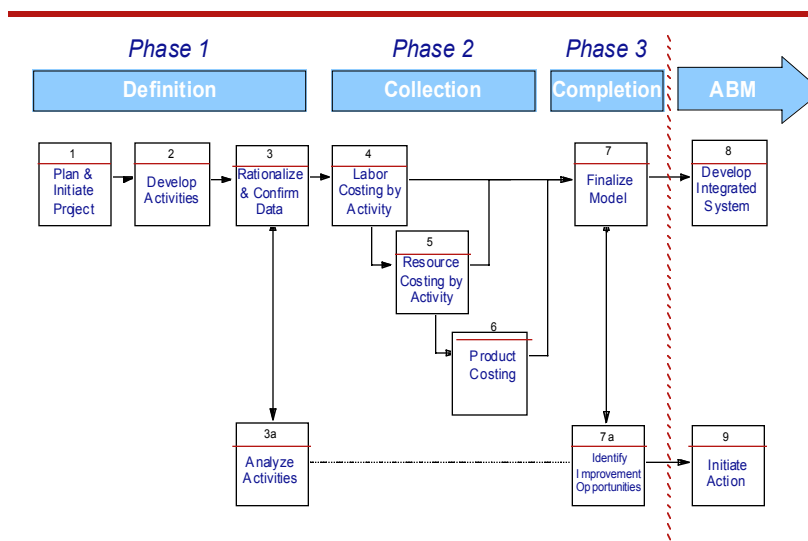 Phase 1
Phase 2
Phase 3
Definition
Collection
Completion
ABM
1
Plan &
Initiate
Project
2
Develop
Activities
3
Rationalize
& Confirm
Data
4
Labor
Costing by
Activity
5
Resource
Costing by
Activity
6
Product
Costing
7
Finalize
Model
8
Develop
Integrated
System
3a
Analyze
Activities
7a
Identify
Improvement
Opportunities
9
Initiate
Action